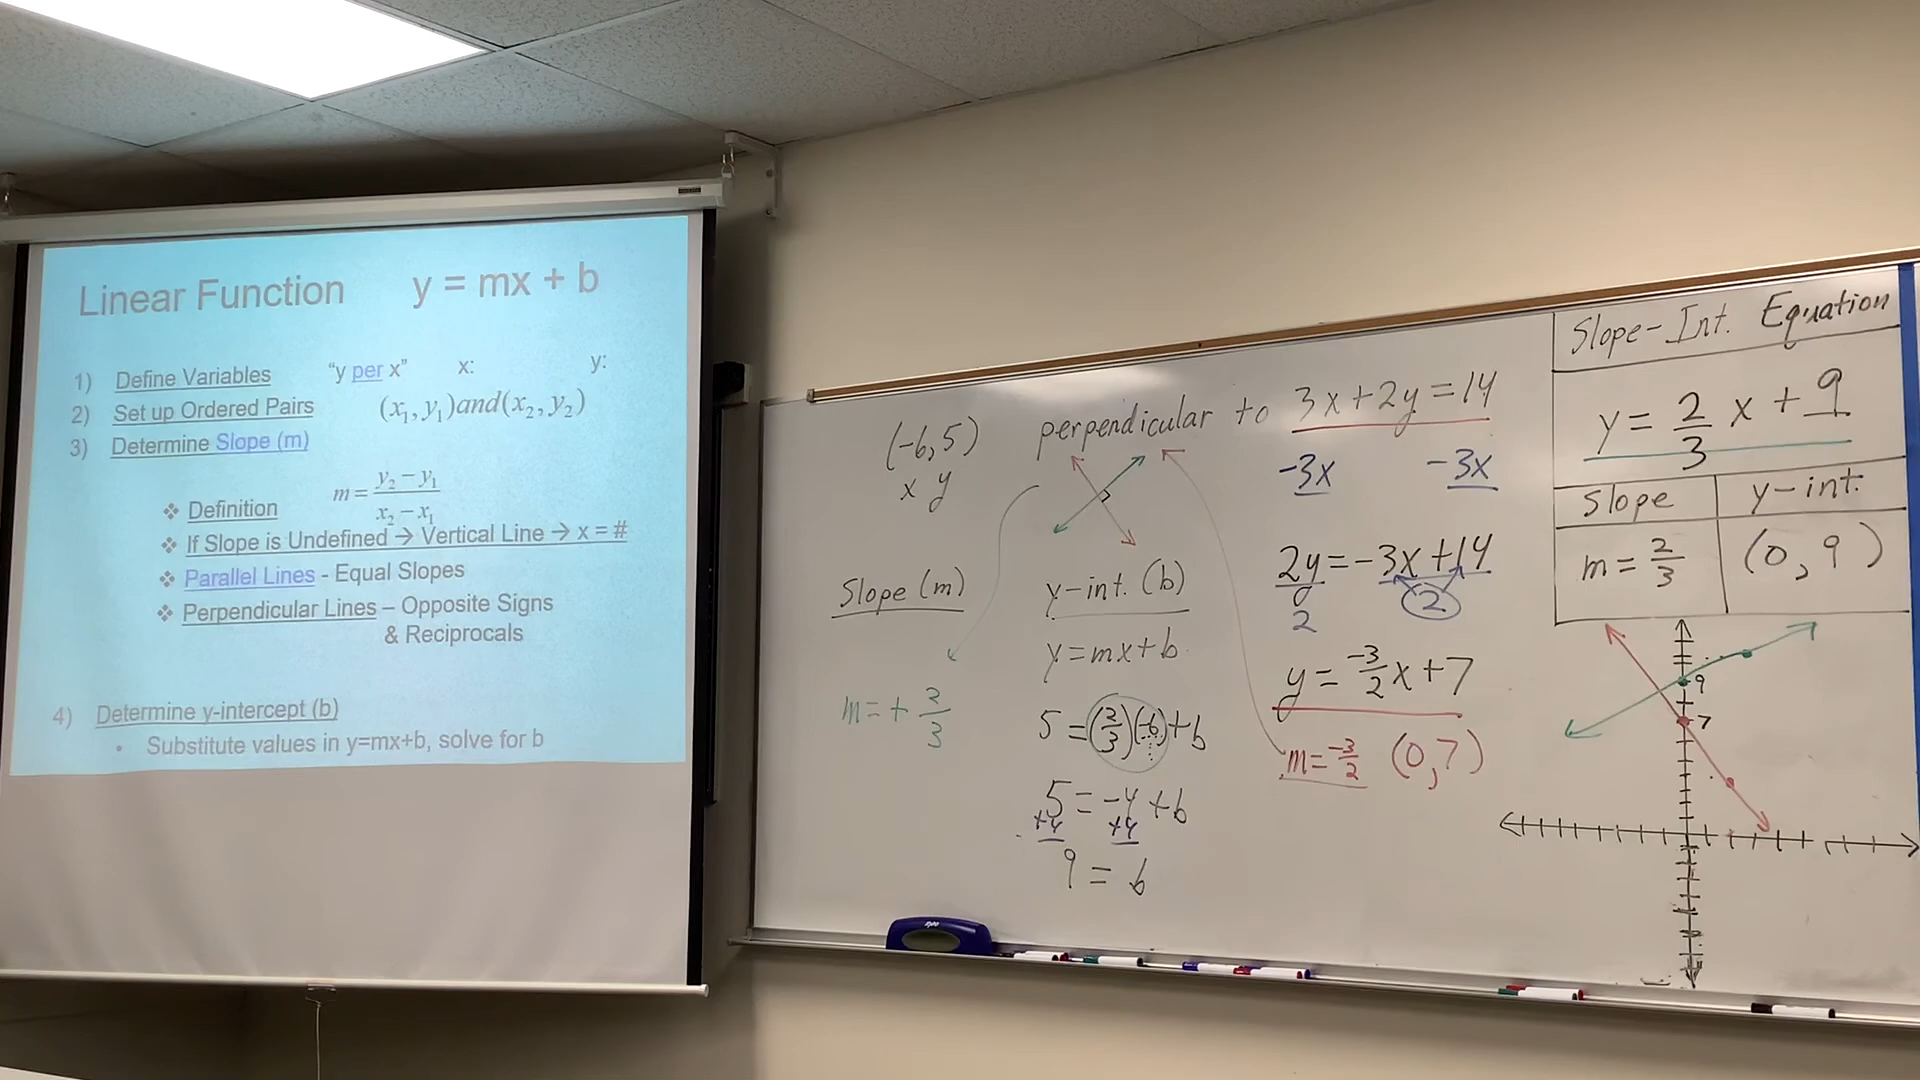 Linear Function y = mx + b
1) Define Variables "y per x" x: y:
2) Set up Ordered Pairs (x₁, y₁)and(x₂, y₂)
3) Determine Slope (m)
❖ Definition m = (y₂ − y₁)/(x₂ − x₁)
❖ If Slope is Undefined → Vertical Line → x = #
❖ Parallel Lines - Equal Slopes
❖ Perpendicular Lines – Opposite Signs
& Reciprocals
4) Determine y-intercept (b)
• Substitute values in y=mx+b, solve for b
(-6,5) perpendicular to 3x+2y=14
x y
-3x -3x
2y=-3x+14
2 2
y=-3/2x+7
m=-3/2 (0,7)
Slope (m)
m=+2/3
y-int. (b)
y=mx+b
5=(2/3)(-6)+b
5=-4+b
+4 +4
9=b
Slope-Int. Equation
y=2/3x+9
Slope y-int.
m=2/3 (0,9)
9
7
expo